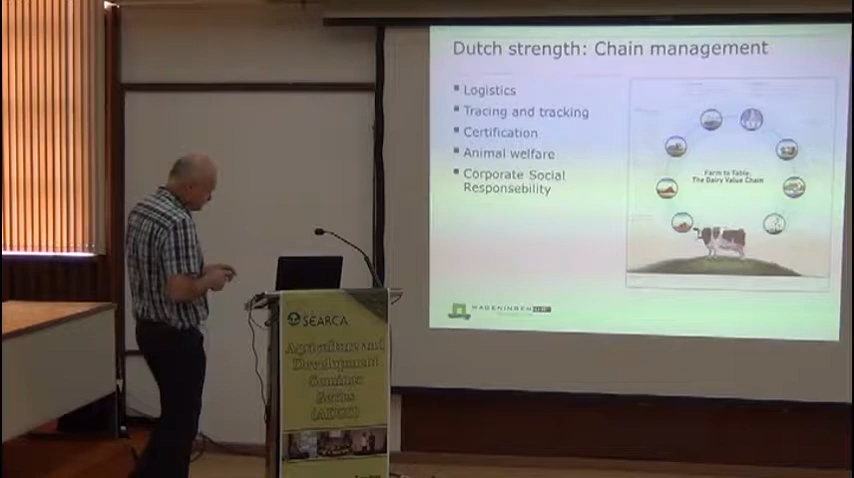 Dutch strength: Chain management
Logistics
Tracing and tracking
Certification
Animal welfare
Corporate Social
Responsebility
Farm to Table:
The Dairy Value Chain
WAGENINGEN UR
SEARCA
Agriculture and
Development
Seminar
Series
(ADSS)